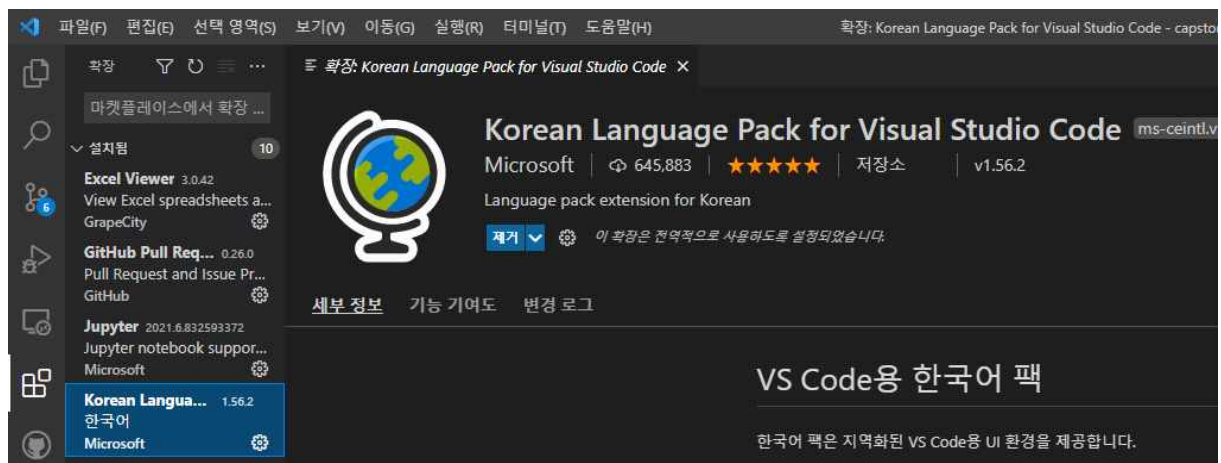 파일(F) 편집(E) 선택 영역(S) 보기(V) 이동(G) 실행(R) 터미널(T) 도움말(H) 확장: Korean Language Pack for Visual Studio Code - capsto
확장
마켓플레이스에서 확장 ...
설치됨 10
Excel Viewer 3.0.42
View Excel spreadsheets a...
GrapeCity
GitHub Pull Req... 0.26.0
Pull Request and Issue Pr...
GitHub
Jupyter 2021.6.832593372
Jupyter notebook suppor...
Microsoft
Korean Langua... 1.56.2
한국어
Microsoft
6
확장: Korean Language Pack for Visual Studio Code
Korean Language Pack for Visual Studio Code ms-ceintl.v
Microsoft 645,883 저장소 v1.56.2
Language pack extension for Korean
제거 이 확장은 전역적으로 사용하도록 설정되었습니다.
세부 정보 기능 기여도 변경 로그
VS Code용 한국어 팩
한국어 팩은 지역화된 VS Code용 UI 환경을 제공합니다.